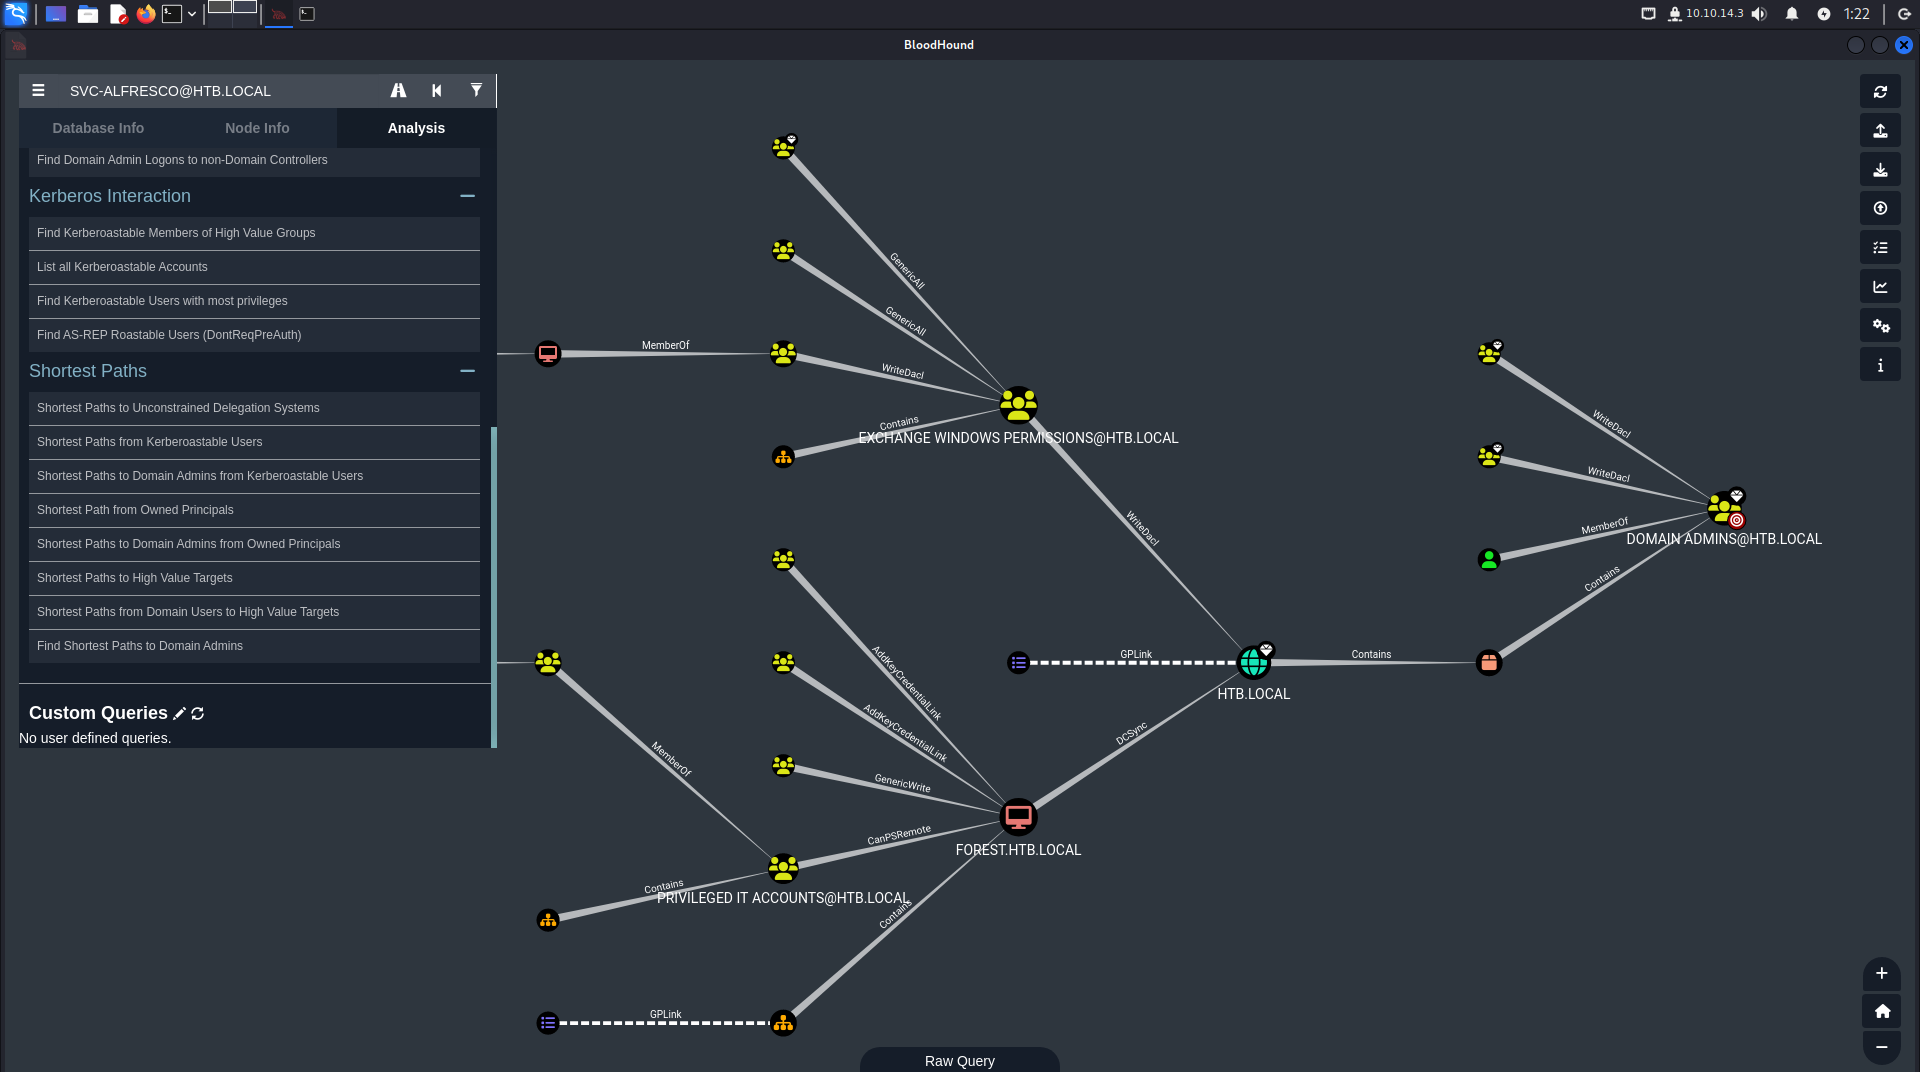 10.10.14.3
1:22
BloodHound
SVC-ALFRESCO@HTB.LOCAL
Database Info
Node Info
Analysis
Find Domain Admin Logons to non-Domain Controllers
Kerberos Interaction
Find Kerberoastable Members of High Value Groups
List all Kerberoastable Accounts
Find Kerberoastable Users with most privileges
Find AS-REP Roastable Users (DontReqPreAuth)
Shortest Paths
Shortest Paths to Unconstrained Delegation Systems
Shortest Paths from Kerberoastable Users
Shortest Paths to Domain Admins from Kerberoastable Users
Shortest Path from Owned Principals
Shortest Paths to Domain Admins from Owned Principals
Shortest Paths to High Value Targets
Shortest Paths from Domain Users to High Value Targets
Find Shortest Paths to Domain Admins
Custom Queries
No user defined queries.
GenericAll
GenericAll
MemberOf
WriteDacl
Contains
EXCHANGE WINDOWS PERMISSIONS@HTB.LOCAL
WriteDacl
WriteDacl
WriteDacl
MemberOf
DOMAIN ADMINS@HTB.LOCAL
Contains
GPLink
Contains
HTB.LOCAL
AddKeyCredentialLink
AddKeyCredentialLink
DCSync
MemberOf
GenericWrite
CanPSRemote
FOREST.HTB.LOCAL
Contains
PRIVILEGED IT ACCOUNTS@HTB.LOCAL
Contains
GPLink
Raw Query